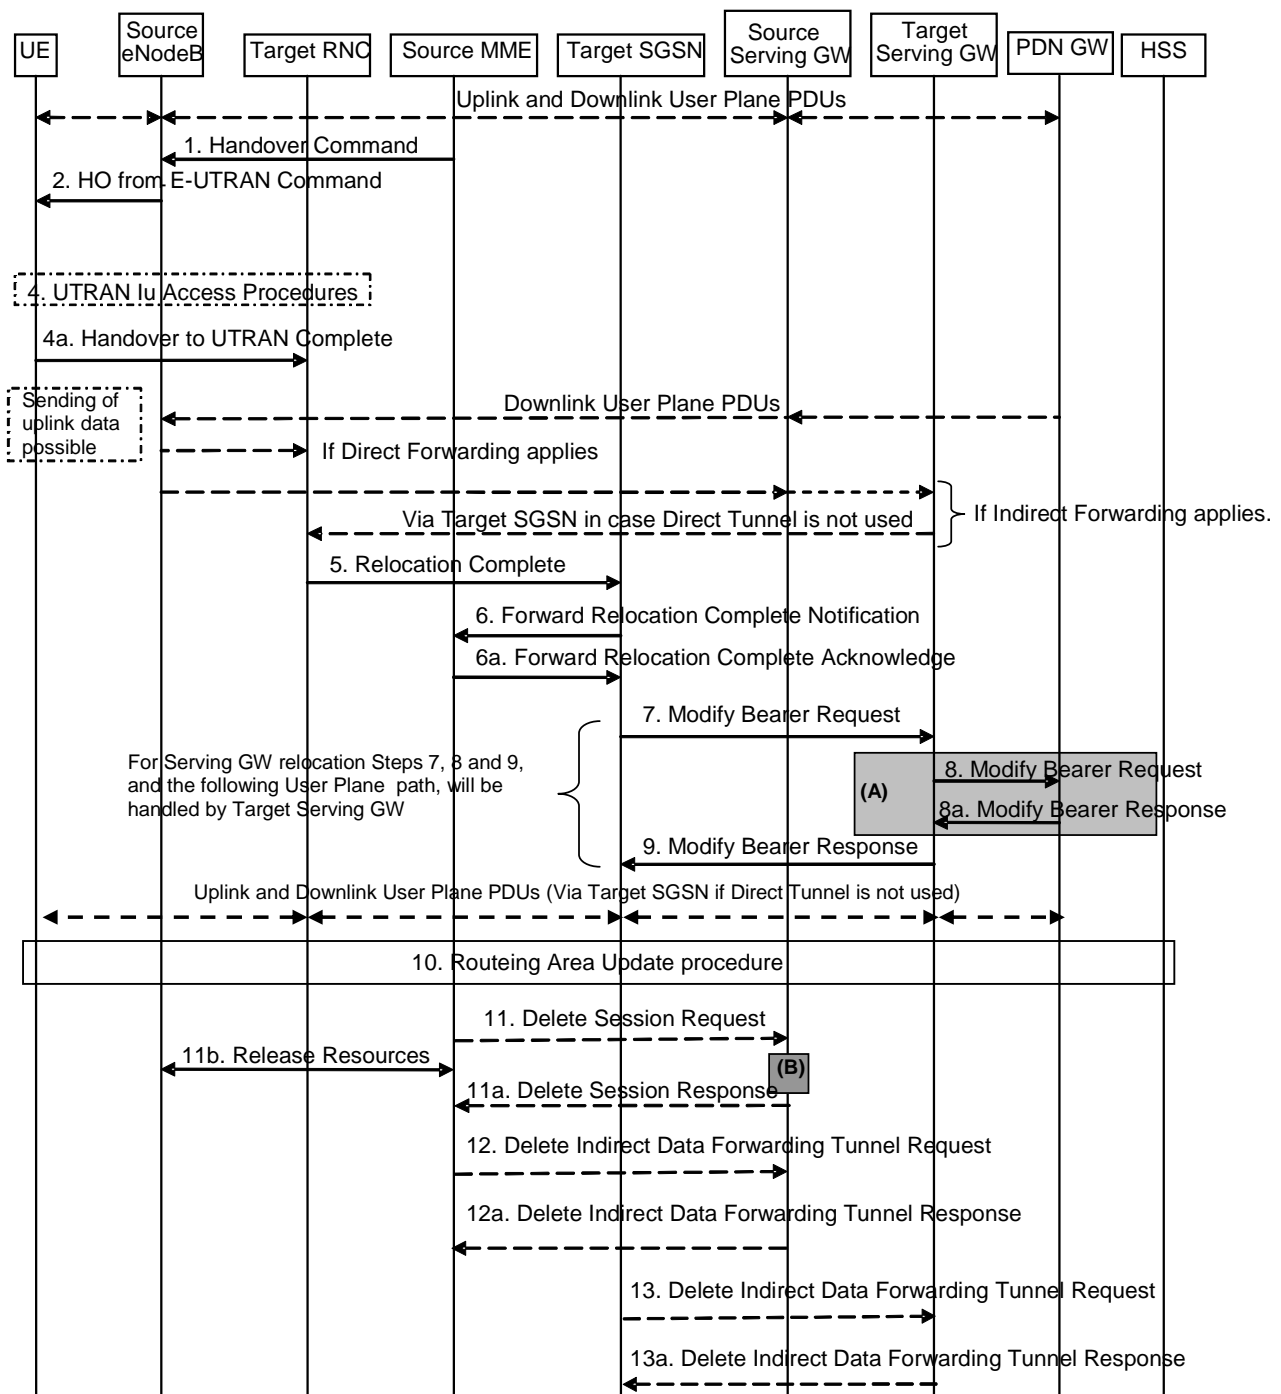 UE
Source
eNodeB
Target RNC
Source MME
Target SGSN
Source
Serving GW
Target
Serving GW
PDN GW
HSS
Uplink and Downlink User Plane PDUs
1. Handover Command
2. HO from E-UTRAN Command
4. UTRAN Iu Access Procedures
4a. Handover to UTRAN Complete
Sending of
uplink data
possible
Downlink User Plane PDUs
If Direct Forwarding applies
Via Target SGSN in case Direct Tunnel is not used
If Indirect Forwarding applies.
5. Relocation Complete
6. Forward Relocation Complete Notification
6a. Forward Relocation Complete Acknowledge
7. Modify Bearer Request
For Serving GW relocation Steps 7, 8 and 9,
and the following User Plane path, will be
handled by Target Serving GW
(A)
8. Modify Bearer Request
8a. Modify Bearer Response
9. Modify Bearer Response
Uplink and Downlink User Plane PDUs (Via Target SGSN if Direct Tunnel is not used)
10. Routeing Area Update procedure
11. Delete Session Request
11b. Release Resources
(B)
11a. Delete Session Response
12. Delete Indirect Data Forwarding Tunnel Request
12a. Delete Indirect Data Forwarding Tunnel Response
13. Delete Indirect Data Forwarding Tunnel Request
13a. Delete Indirect Data Forwarding Tunnel Response